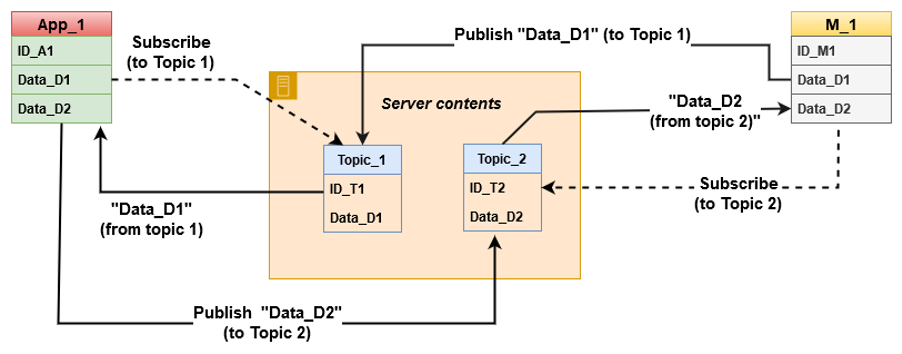 App_1
ID_A1
Data_D1
Data_D2
Subscribe
(to Topic 1)
Publish "Data_D1" (to Topic 1)
M_1
ID_M1
Data_D1
Data_D2
Server contents
"Data_D2
(from topic 2)"
Topic_1
ID_T1
Data_D1
Topic_2
ID_T2
Data_D2
"Data_D1"
(from topic 1)
Subscribe
(to Topic 2)
Publish  "Data_D2"
(to Topic 2)